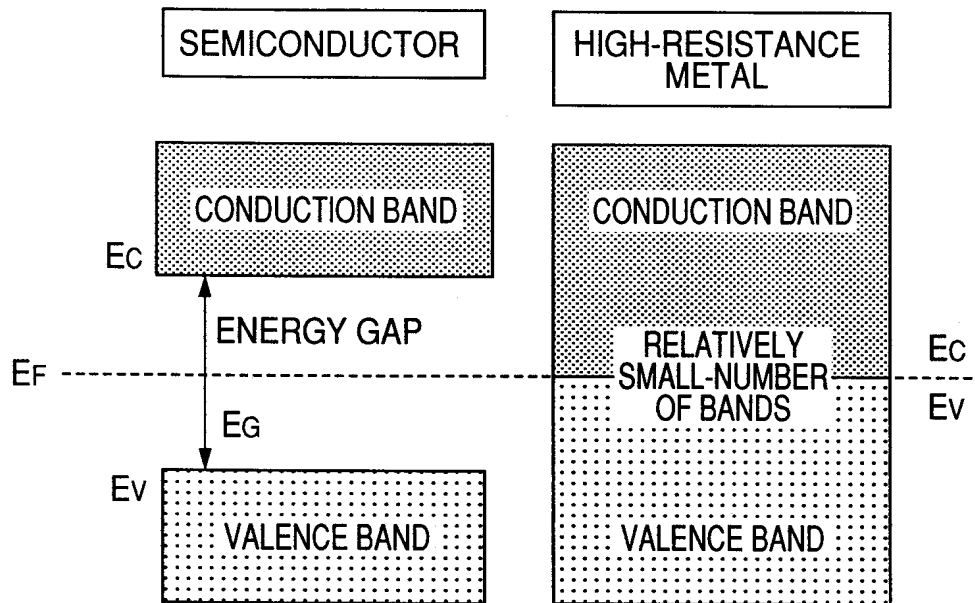 SEMICONDUCTOR
HIGH-RESISTANCE
METAL
CONDUCTION BAND
CONDUCTION BAND
EC
ENERGY GAP
RELATIVELY
SMALL-NUMBER
OF BANDS
EC
EF
EV
EG
EV
VALENCE BAND
VALENCE BAND